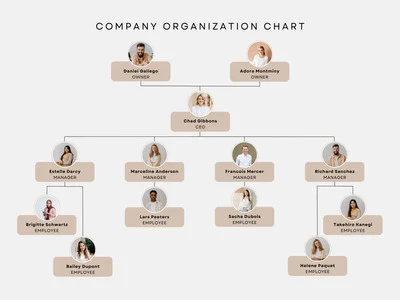 COMPANY ORGANIZATION CHART
Daniel Gallego
OWNER
Adora Montminy
OWNER
Chad Gibbons
CEO
Estelle Darcy
MANAGER
Marceline Anderson
MANAGER
Francois Mercer
MANAGER
Richard Sanchez
MANAGER
Brigitte Schwartz
EMPLOYEE
Lars Peeters
EMPLOYEE
Sacha Dubois
EMPLOYEE
Takehiro Kanegi
EMPLOYEE
Bailey Dupont
EMPLOYEE
Helene Paquet
EMPLOYEE